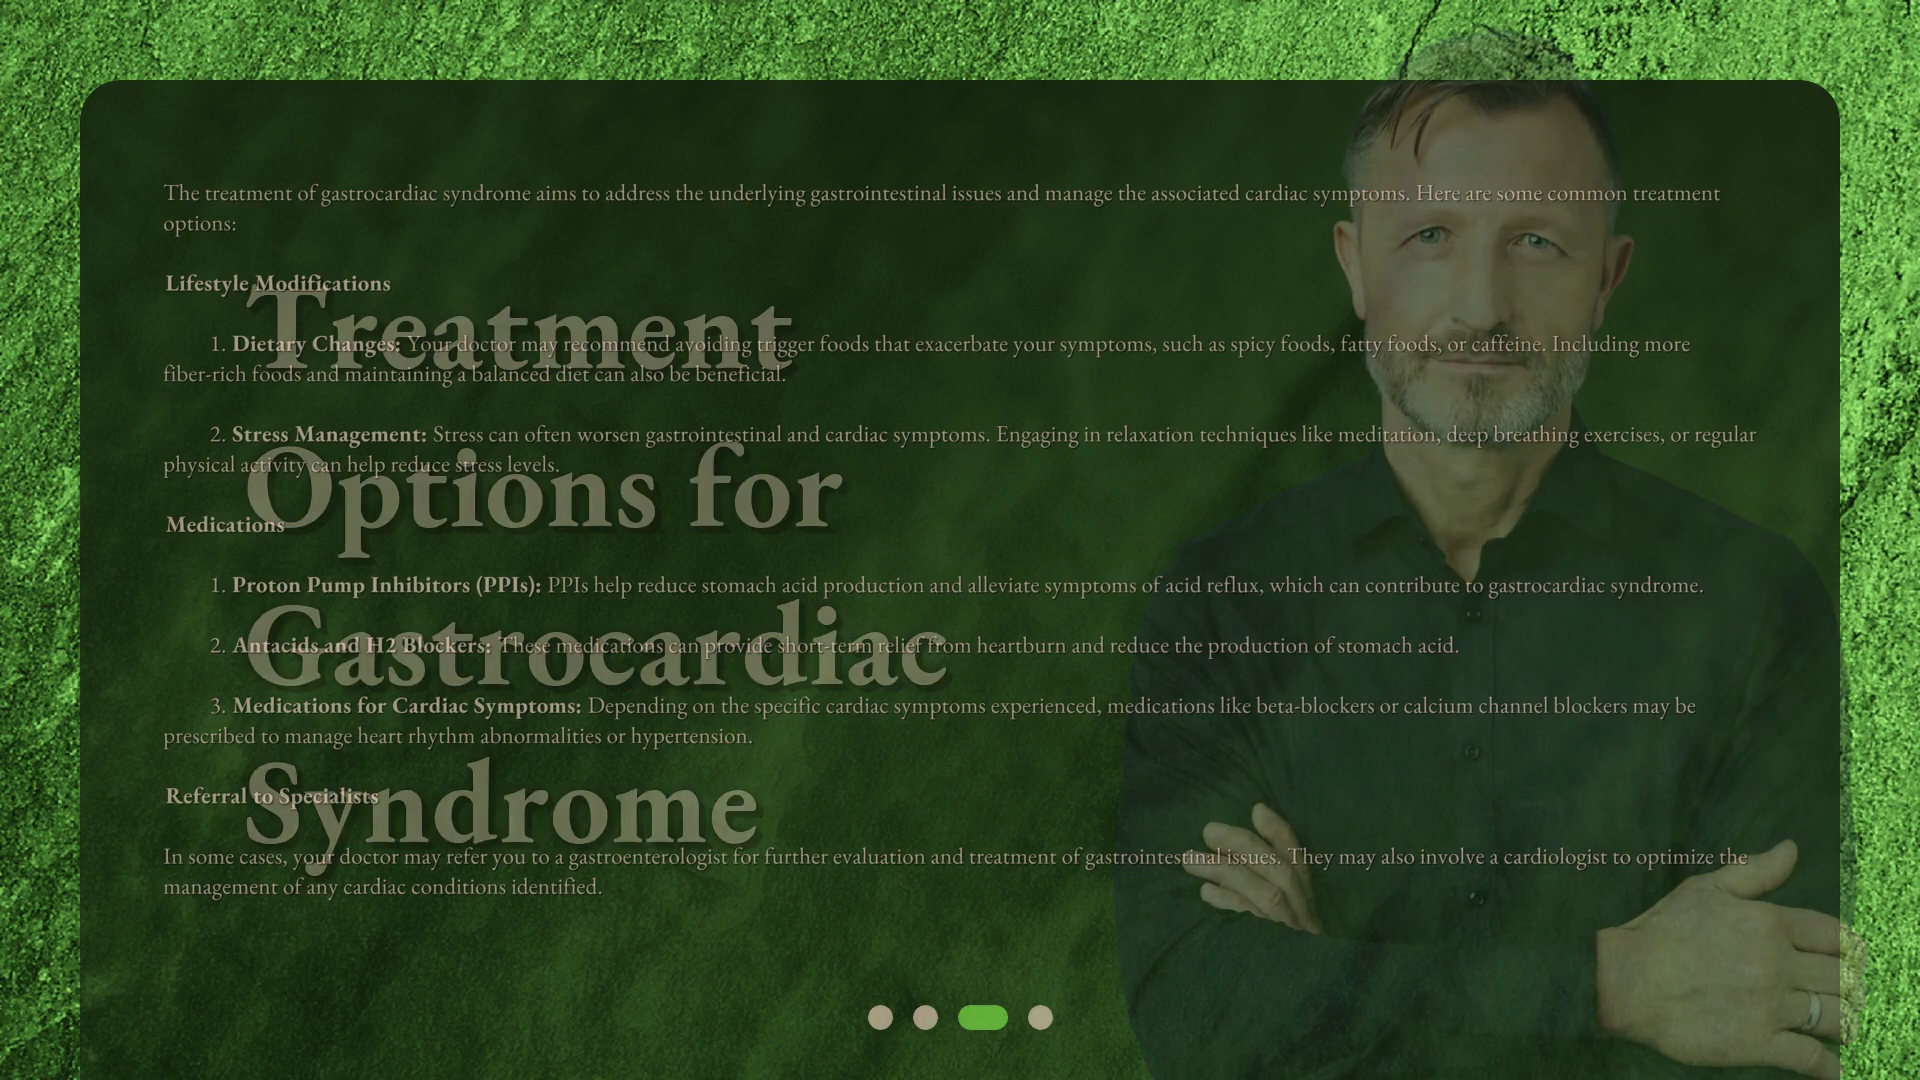 Treatment
Options for
Gastrocardiac
Syndrome
The treatment of gastrocardiac syndrome aims to address the underlying gastrointestinal issues and manage the associated cardiac symptoms. Here are some common treatment
options:
Lifestyle Modifications
1. Dietary Changes: Your doctor may recommend avoiding trigger foods that exacerbate your symptoms, such as spicy foods, fatty foods, or caffeine. Including more
fiber-rich foods and maintaining a balanced diet can also be beneficial.
2. Stress Management: Stress can often worsen gastrointestinal and cardiac symptoms. Engaging in relaxation techniques like meditation, deep breathing exercises, or regular
physical activity can help reduce stress levels.
Medications
1. Proton Pump Inhibitors (PPIs): PPIs help reduce stomach acid production and alleviate symptoms of acid reflux, which can contribute to gastrocardiac syndrome.
2. Antacids and H2 Blockers: These medications can provide short-term relief from heartburn and reduce the production of stomach acid.
3. Medications for Cardiac Symptoms: Depending on the specific cardiac symptoms experienced, medications like beta-blockers or calcium channel blockers may be
prescribed to manage heart rhythm abnormalities or hypertension.
Referral to Specialists
In some cases, your doctor may refer you to a gastroenterologist for further evaluation and treatment of gastrointestinal issues. They may also involve a cardiologist to optimize the
management of any cardiac conditions identified.